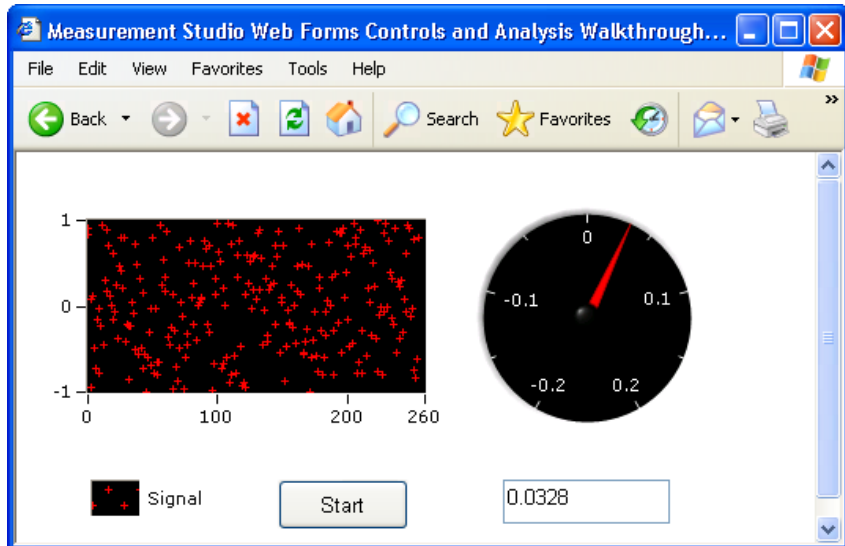 Measurement Studio Web Forms Controls and Analysis Walkthrough...
File Edit View Favorites Tools Help
Back Search Favorites »
1
0
-1
0 100 200 260
0
-0.1 0.1
-0.2 0.2
Signal
Start
0.0328